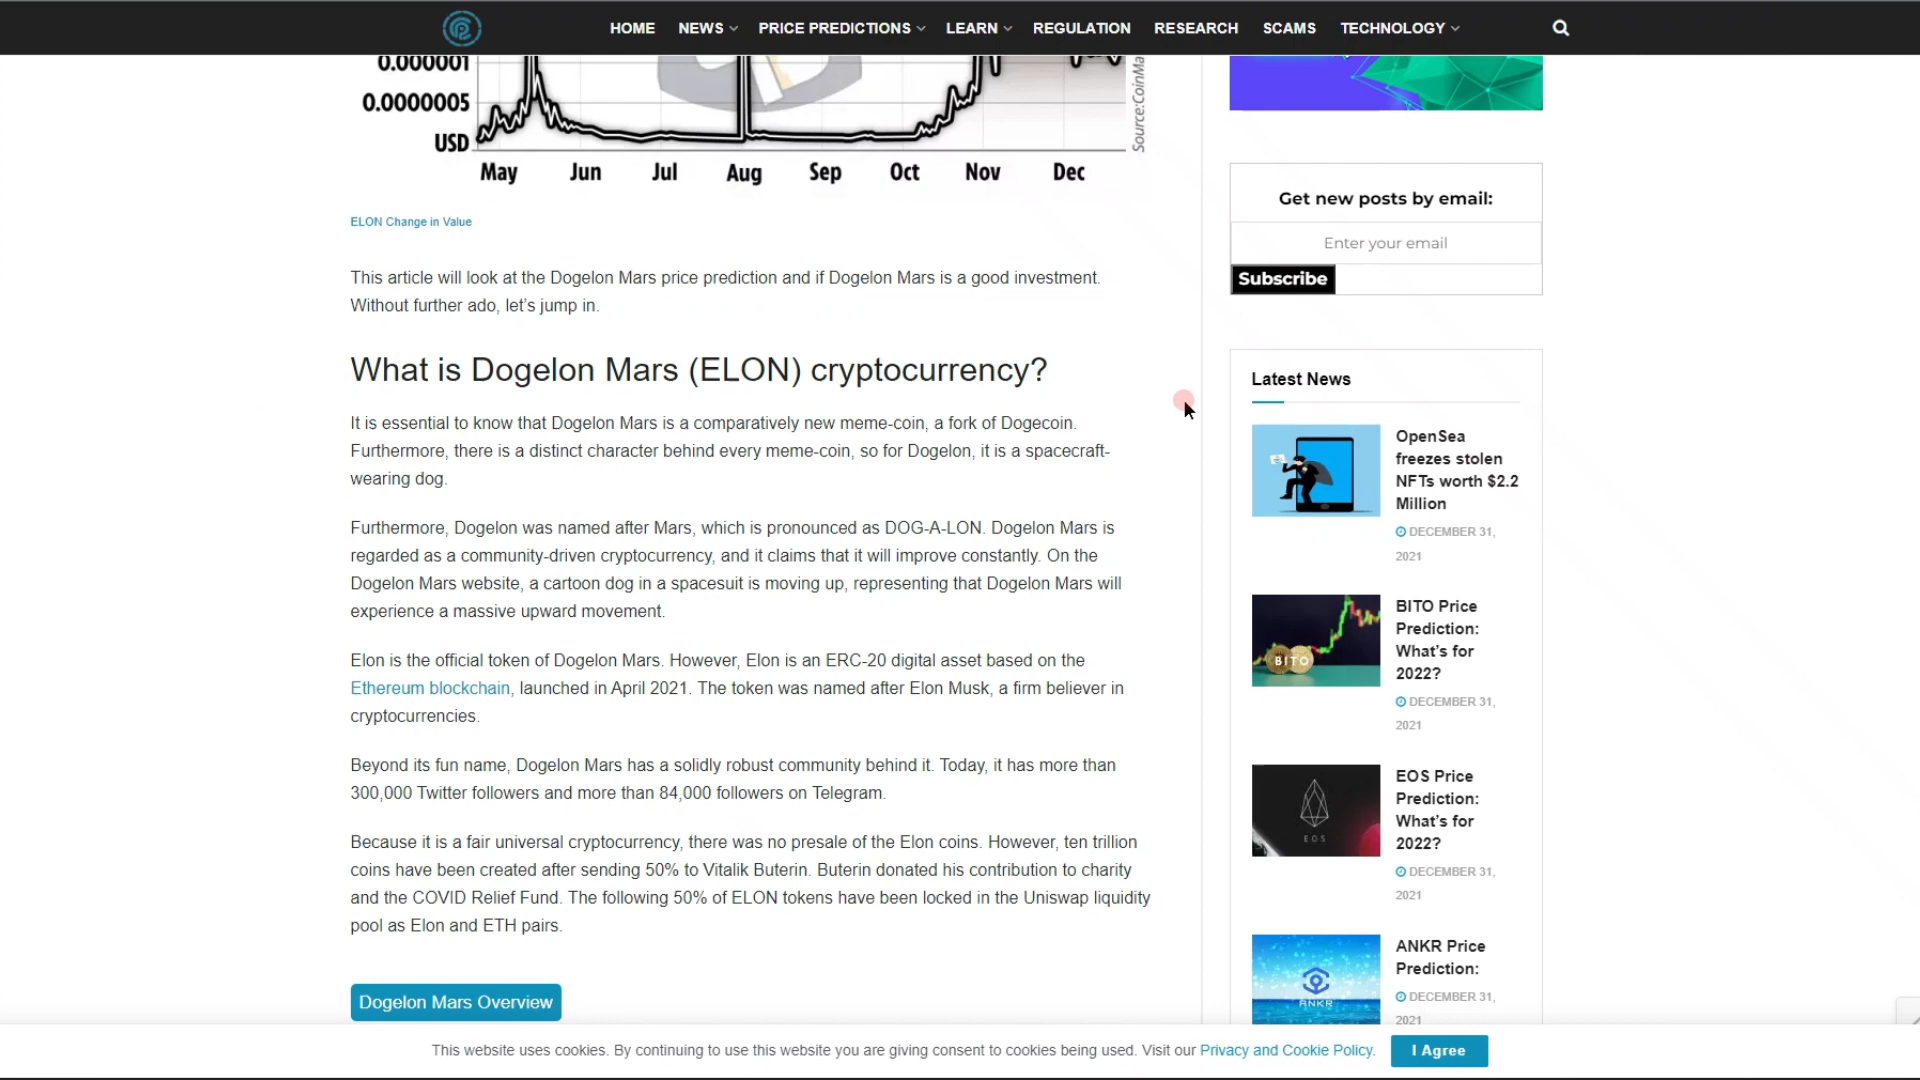 HOME NEWS PRICE PREDICTIONS LEARN REGULATION RESEARCH SCAMS TECHNOLOGY
0.000001
0.0000005
USD
May Jun Jul Aug Sep Oct Nov Dec
Source:CoinMa
ELON Change in Value
This article will look at the Dogelon Mars price prediction and if Dogelon Mars is a good investment.
Without further ado, let's jump in.
What is Dogelon Mars (ELON) cryptocurrency?
It is essential to know that Dogelon Mars is a comparatively new meme-coin, a fork of Dogecoin.
Furthermore, there is a distinct character behind every meme-coin, so for Dogelon, it is a spacecraft-
wearing dog.
Furthermore, Dogelon was named after Mars, which is pronounced as DOG-A-LON. Dogelon Mars is
regarded as a community-driven cryptocurrency, and it claims that it will improve constantly. On the
Dogelon Mars website, a cartoon dog in a spacesuit is moving up, representing that Dogelon Mars will
experience a massive upward movement.
Elon is the official token of Dogelon Mars. However, Elon is an ERC-20 digital asset based on the
Ethereum blockchain, launched in April 2021. The token was named after Elon Musk, a firm believer in
cryptocurrencies.
Beyond its fun name, Dogelon Mars has a solidly robust community behind it. Today, it has more than
300,000 Twitter followers and more than 84,000 followers on Telegram.
Because it is a fair universal cryptocurrency, there was no presale of the Elon coins. However, ten trillion
coins have been created after sending 50% to Vitalik Buterin. Buterin donated his contribution to charity
and the COVID Relief Fund. The following 50% of ELON tokens have been locked in the Uniswap liquidity
pool as Elon and ETH pairs.
Dogelon Mars Overview
Get new posts by email:
Enter your email
Subscribe
Latest News
OpenSea
freezes stolen
NFTs worth $2.2
Million
DECEMBER 31,
2021
BITO
BITO Price
Prediction:
What's for
2022?
DECEMBER 31,
2021
EOS
EOS Price
Prediction:
What's for
2022?
DECEMBER 31,
2021
ANKR
ANKR Price
Prediction:
DECEMBER 31,
2021
This website uses cookies. By continuing to use this website you are giving consent to cookies being used. Visit our Privacy and Cookie Policy.
I Agree